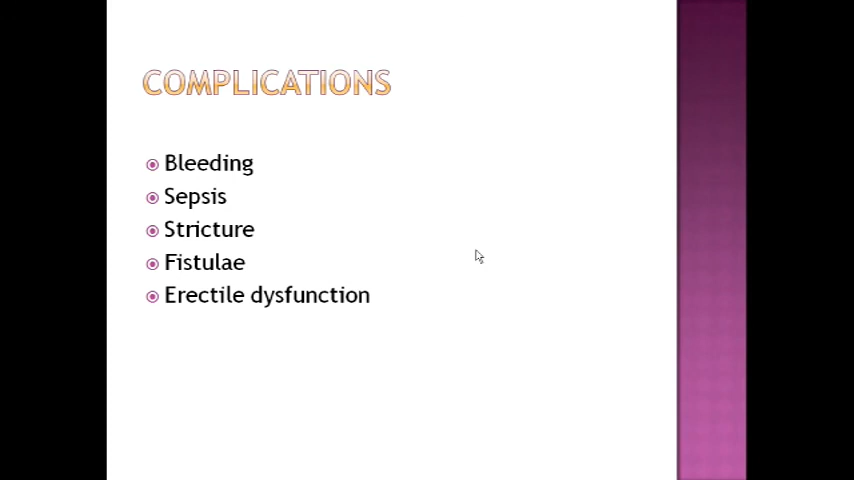 COMPLICATIONS
Bleeding
Sepsis
Stricture
Fistulae
Erectile dysfunction